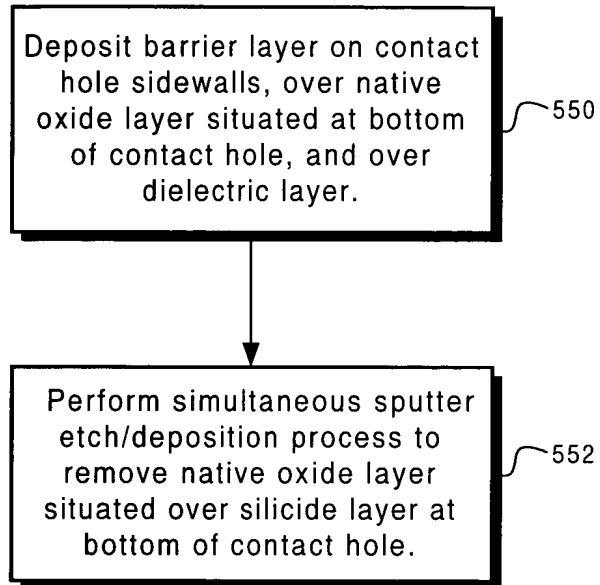 Deposit barrier layer on contact
hole sidewalls, over native
oxide layer situated at bottom
of contact hole, and over
dielectric layer.
550
Perform simultaneous sputter
etch/deposition process to
remove native oxide layer
situated over silicide layer at
bottom of contact hole.
552